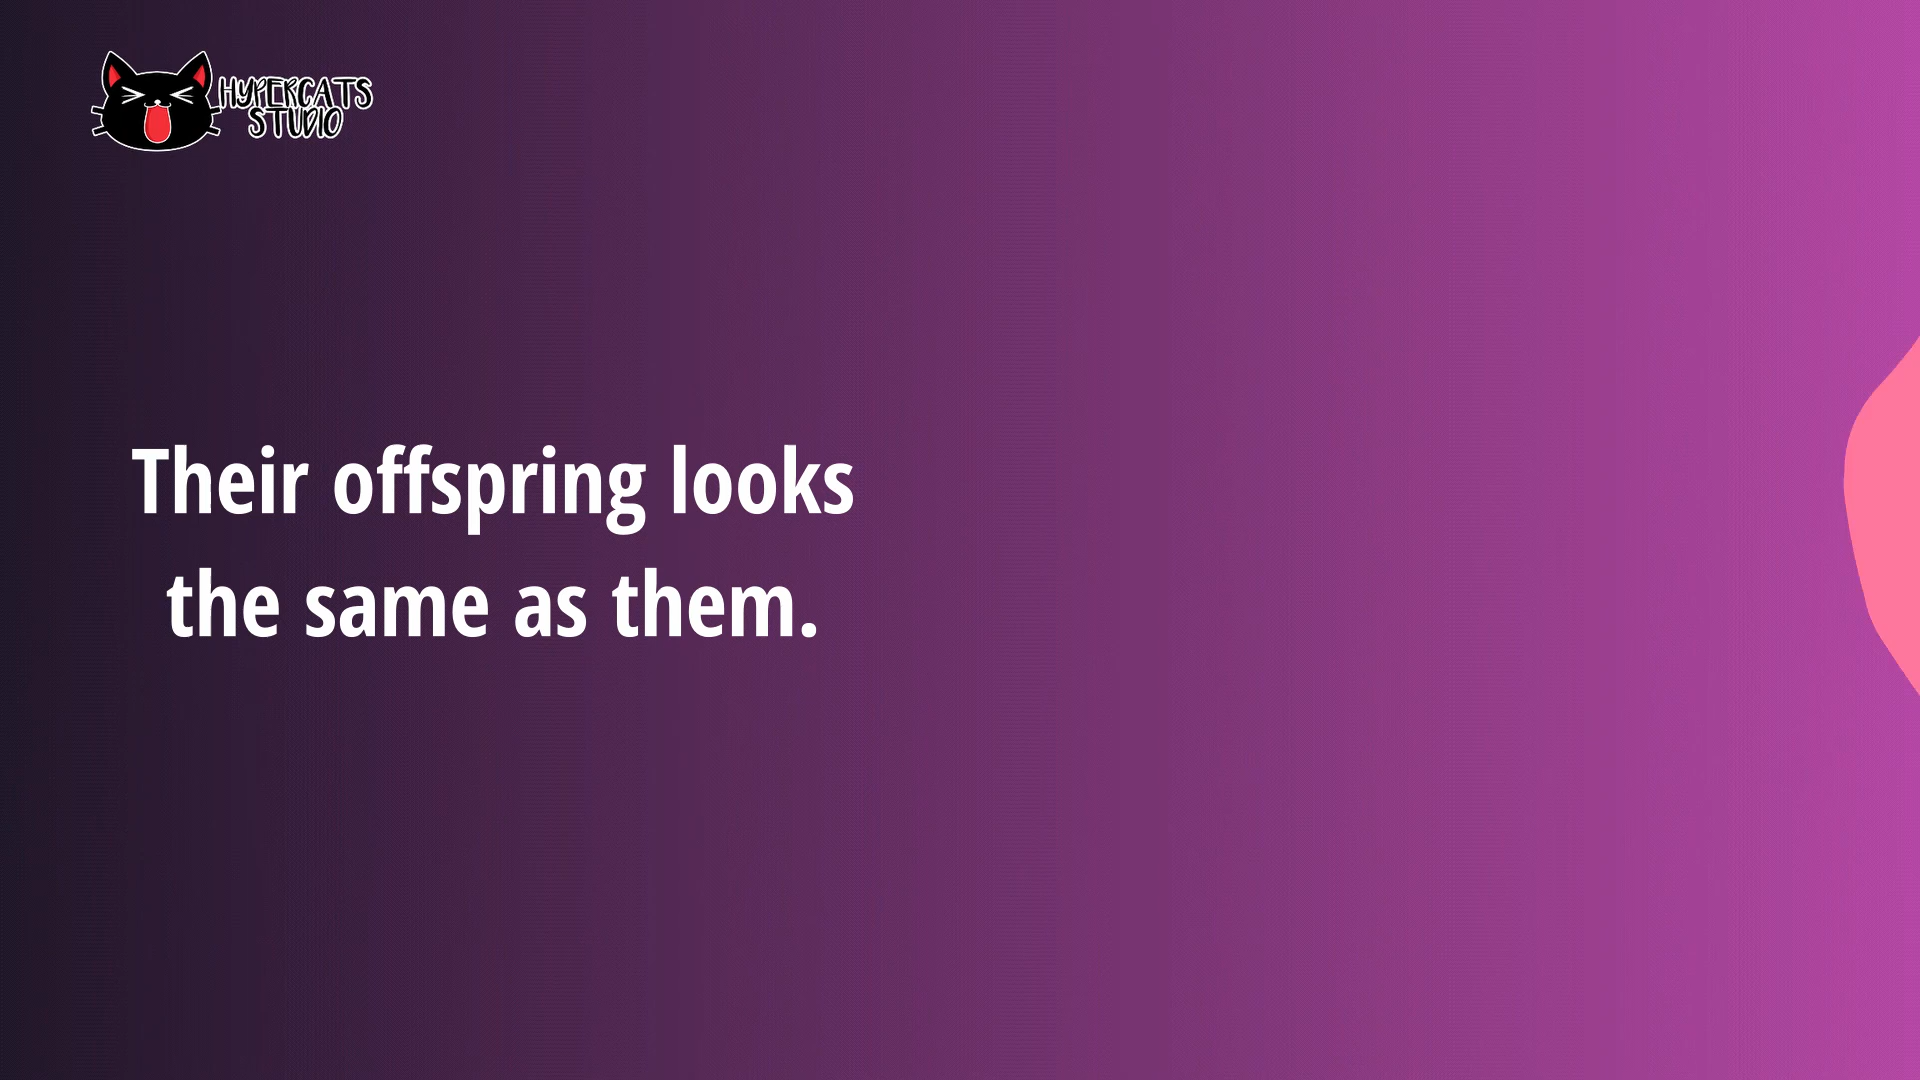 HYPERCATS
STUDIO
Their offspring looks
the same as them.